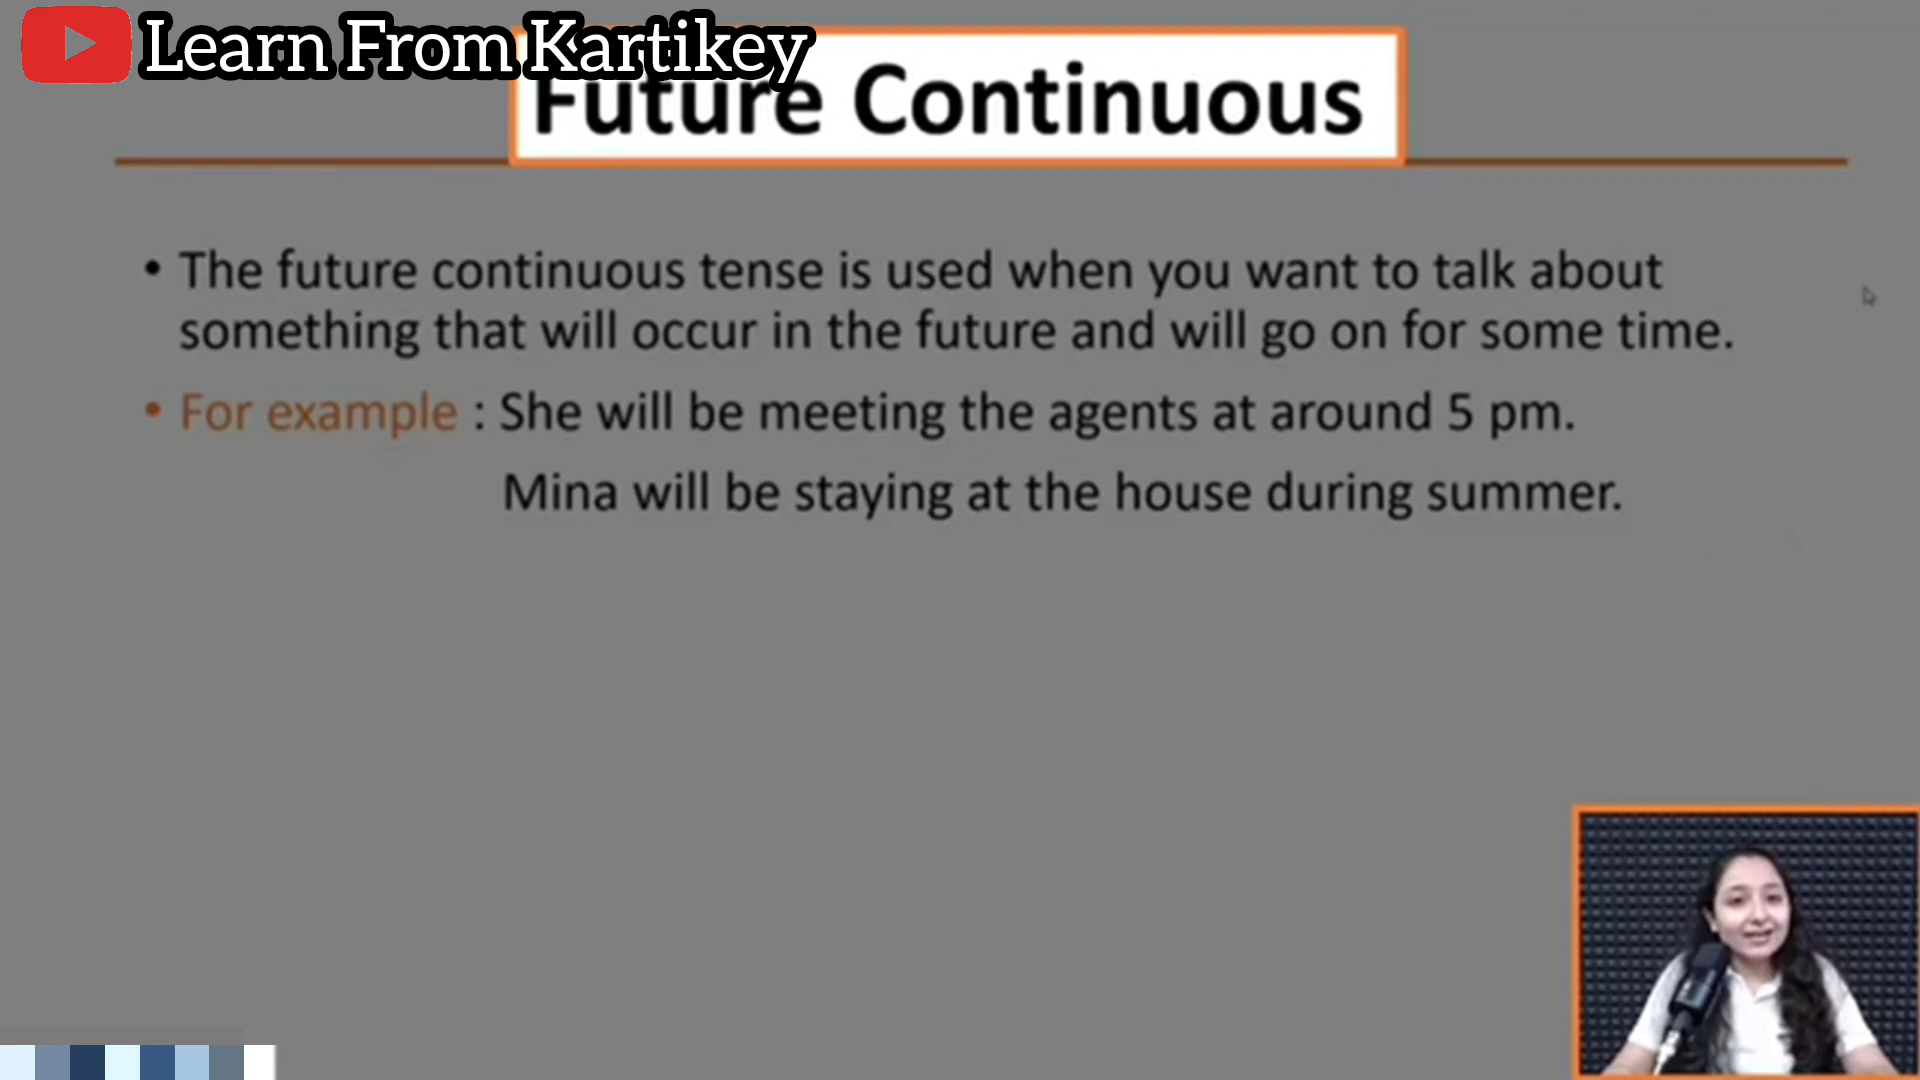 Learn From Kartikey
Future Continuous
• The future continuous tense is used when you want to talk about
something that will occur in the future and will go on for some time.
• For example : She will be meeting the agents at around 5 pm.
Mina will be staying at the house during summer.